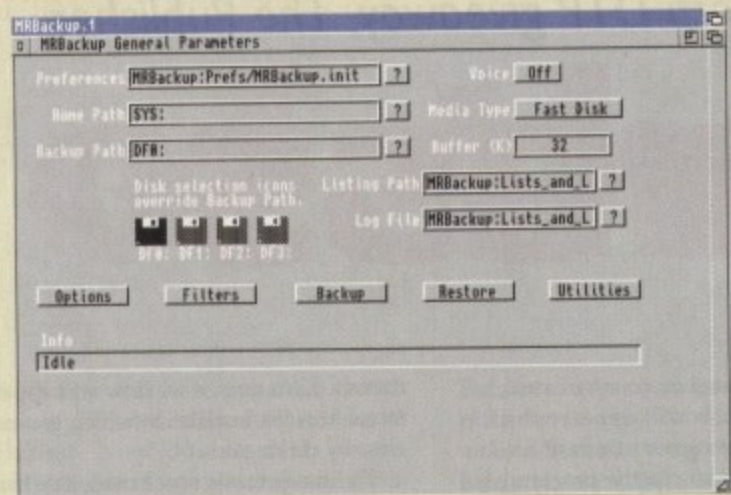 MRBackup.1
MRBackup General Parameters
Preferences MRBackup:Prefs/MRBackup.init ?
Voice Off
Home Path SYS: ?
Media Type Fast Disk
Backup Path DF0: ?
Buffer (K) 32
Disk selection icons
override Backup Path.
Listing Path MRBackup:Lists_and_L ?
Log File MRBackup:Lists_and_L ?
DF0: DF1: DF2: DF3:
Options Filters Backup Restore Utilities
Info
Idle